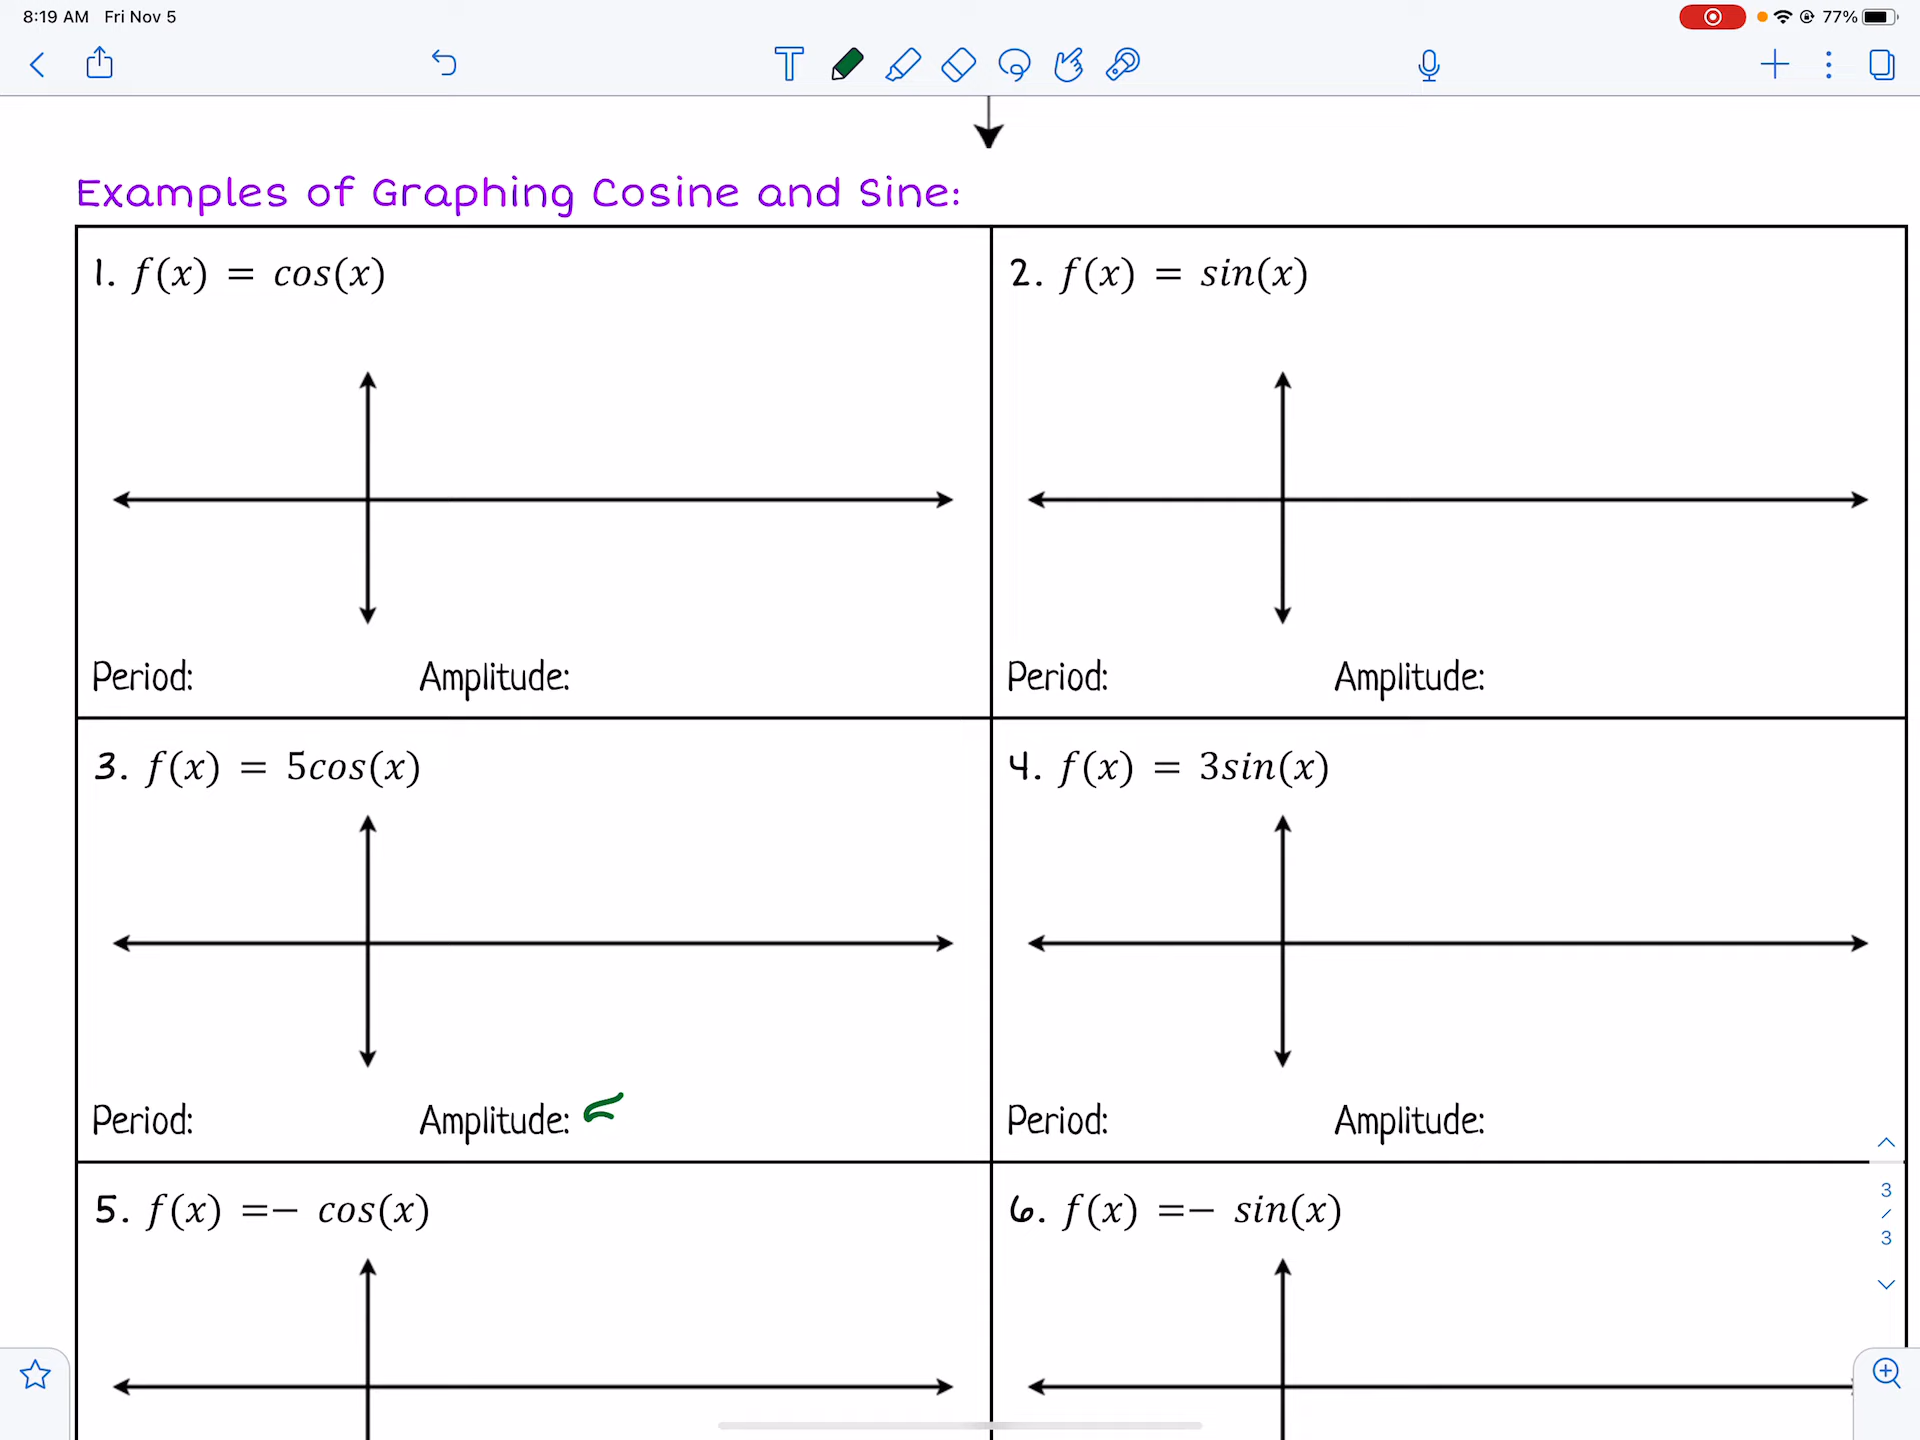 8:19 AM Fri Nov 5
77%
Examples of Graphing Cosine and Sine:
1. f(x) = cos(x)
2. f(x) = sin(x)
Period: Amplitude:
Period: Amplitude:
3. f(x) = 5cos(x)
4. f(x) = 3sin(x)
Period: Amplitude:
Period: Amplitude:
5. f(x) =− cos(x)
6. f(x) =− sin(x)
3
/
3